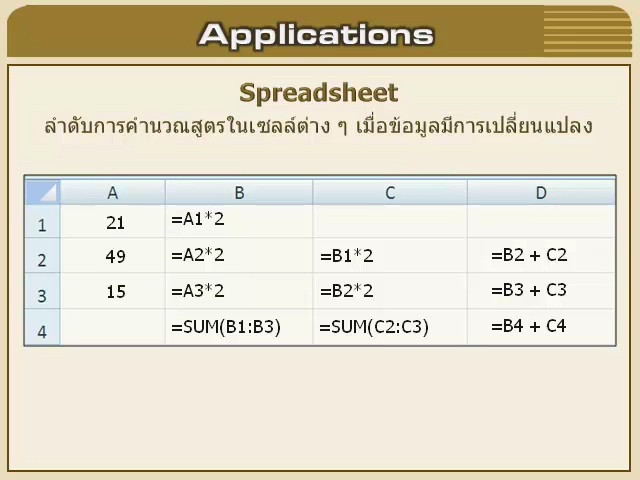 Applications
Spreadsheet
ลำดับการคำนวณสูตรในเซลล์ต่าง ๆ เมื่อข้อมูลมีการเปลี่ยนแปลง
A B C D
1 21 =A1*2
2 49 =A2*2 =B1*2 =B2 + C2
3 15 =A3*2 =B2*2 =B3 + C3
4 =SUM(B1:B3) =SUM(C2:C3) =B4 + C4